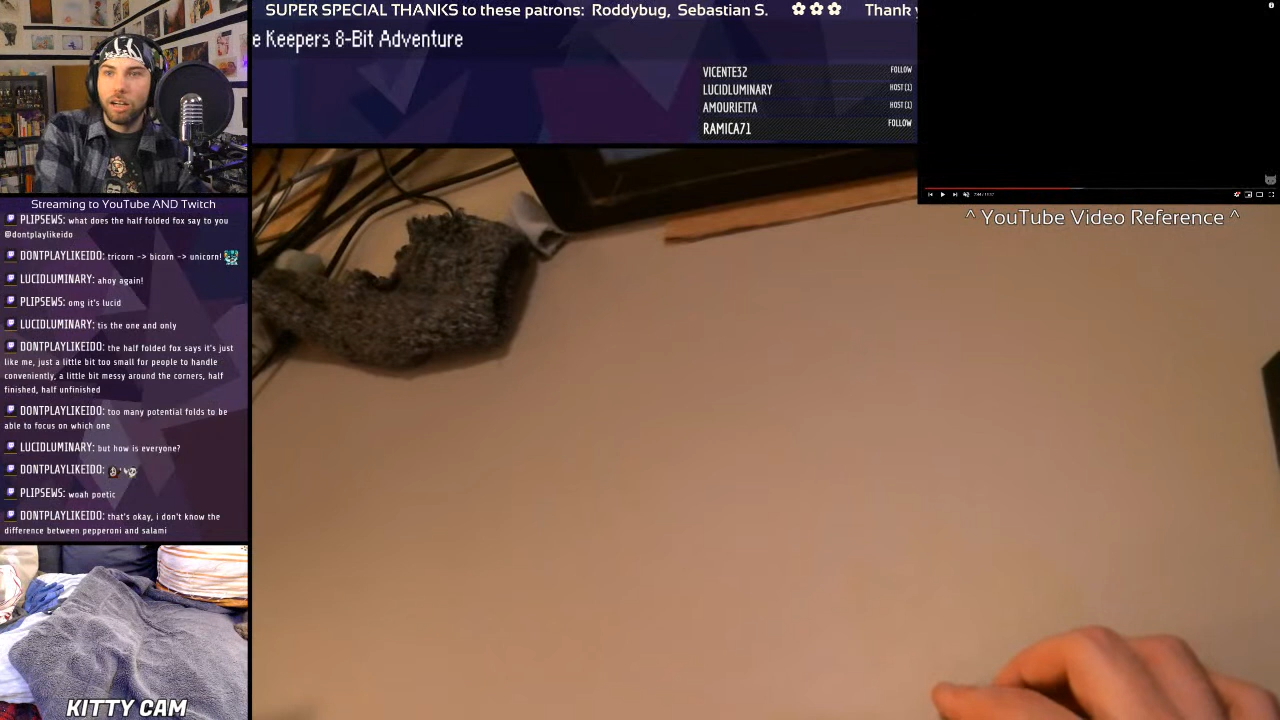 SUPER SPECIAL THANKS to these patrons: Roddybug, Sebastian S. ✿ ✿ ✿ Thank y
e Keepers 8-Bit Adventure
VICENTE32 FOLLOW
LUCIDLUMINARY HOST (1)
AMOURIETTA HOST (1)
RAMICA71 FOLLOW
^ YouTube Video Reference ^
Streaming to YouTube AND Twitch
PLIPSEWS: what does the half folded fox say to you
@dontplaylikeido
DONTPLAYLIKEIDO: tricorn -> bicorn -> unicorn!
LUCIDLUMINARY: ahoy again!
PLIPSEWS: omg it's lucid
LUCIDLUMINARY: tis the one and only
DONTPLAYLIKEIDO: the half folded fox says it's just
like me, just a little bit too small for people to handle
conveniently, a little bit messy around the corners, half
finished, half unfinished
DONTPLAYLIKEIDO: too many potential folds to be
able to focus on which one
LUCIDLUMINARY: but how is everyone?
DONTPLAYLIKEIDO:
PLIPSEWS: woah poetic
DONTPLAYLIKEIDO: that's okay, i don't know the
difference between pepperoni and salami
KITTY CAM